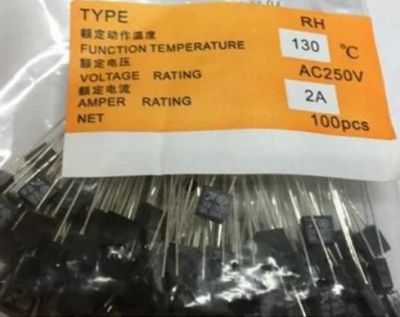 TYPE RH
额定动作温度
FUNCTION TEMPERATURE 130 ℃
额定电压
VOLTAGE RATING AC250V
额定电流
AMPER RATING 2A
NET 100pcs